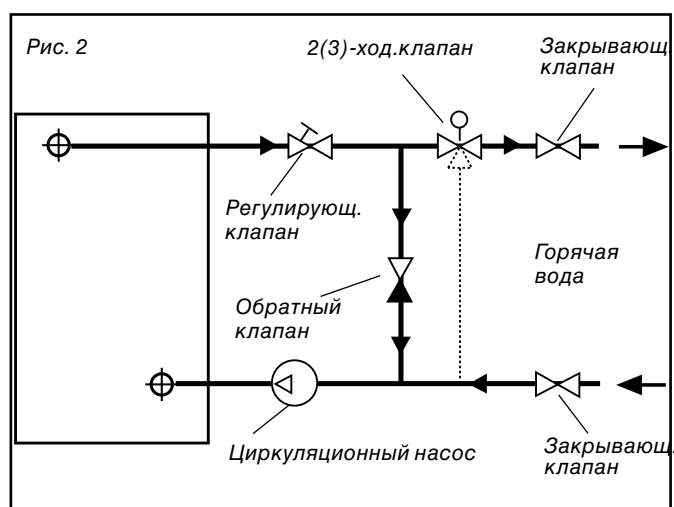 Рис. 2
2(3)-ход.клапан
Закрывающ.
клапан
Регулирующ.
клапан
Горячая
вода
Обратный
клапан
Циркуляционный насос
Закрывающ.
клапан